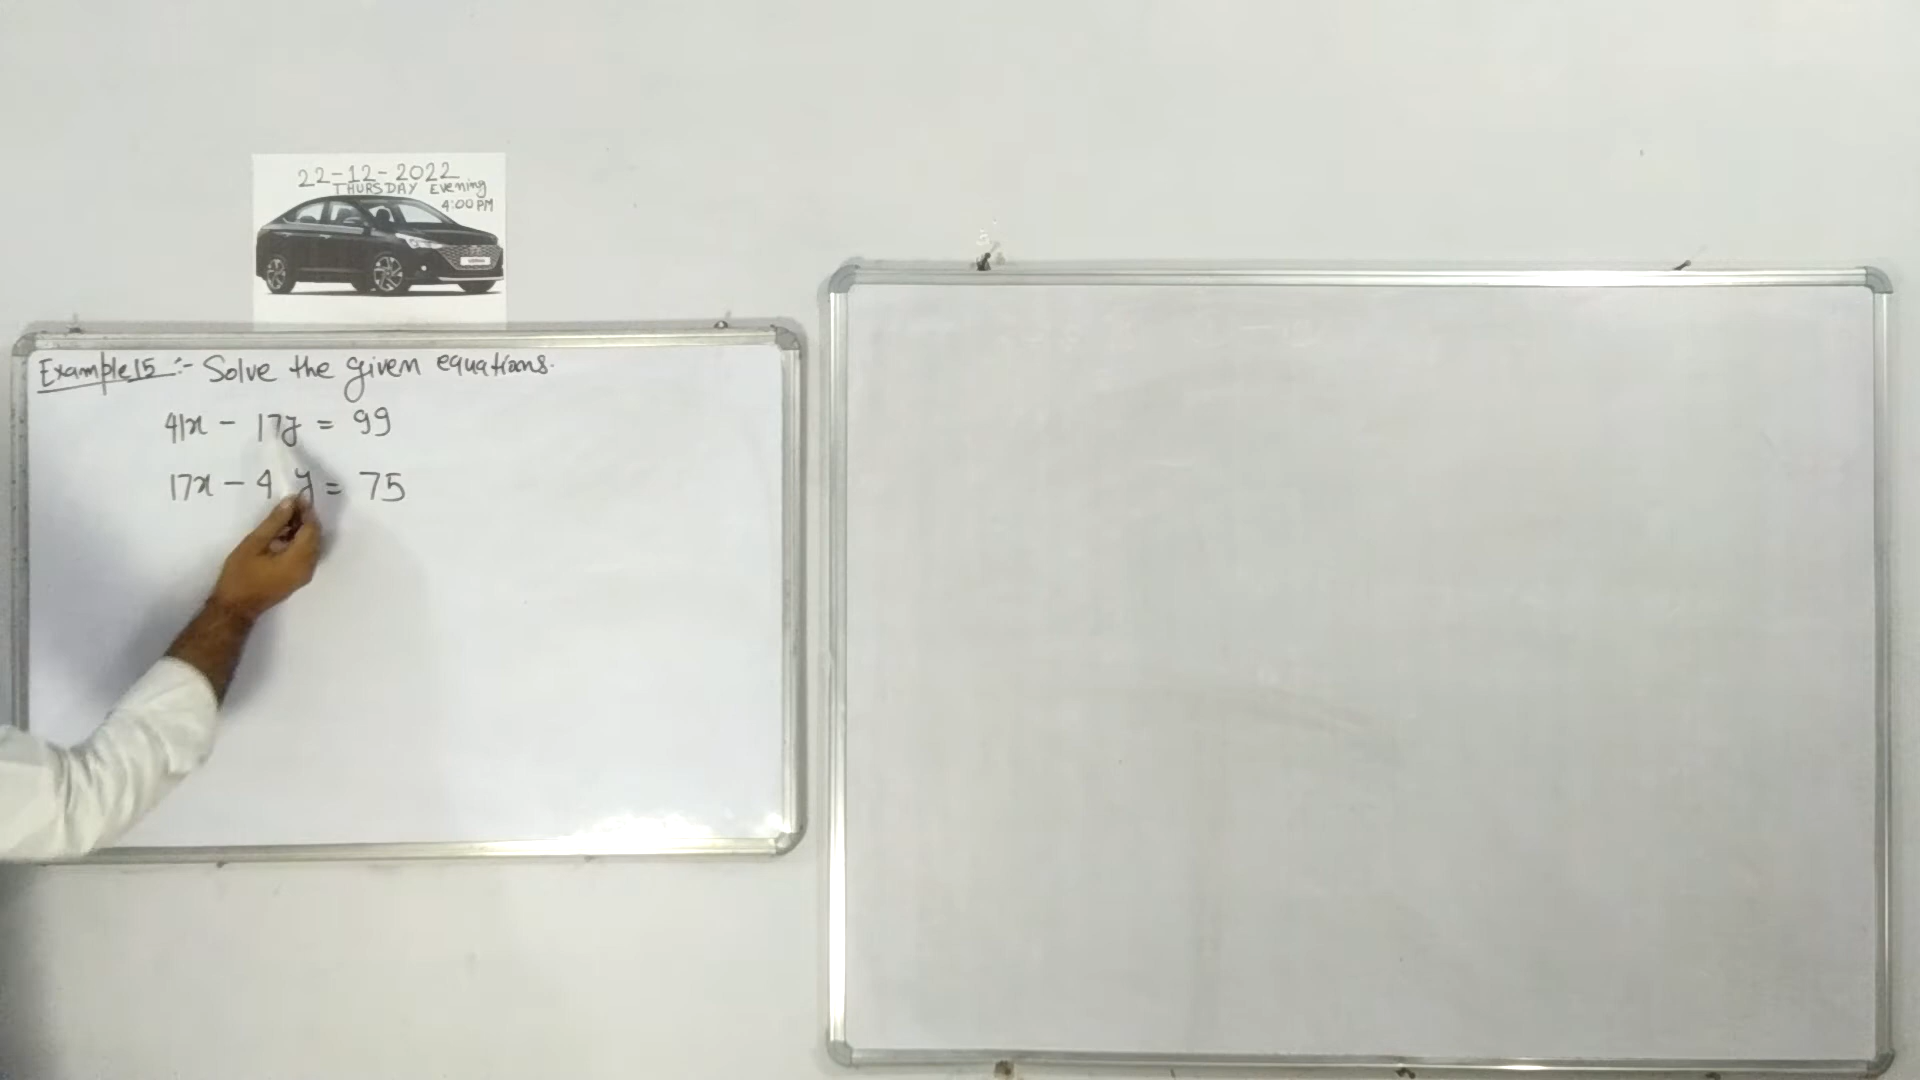 22-12-2022
THURSDAY Evening
4:00 PM
Example 15 :- Solve the given equations.
41x - 17y = 99
17x - 4 y = 75